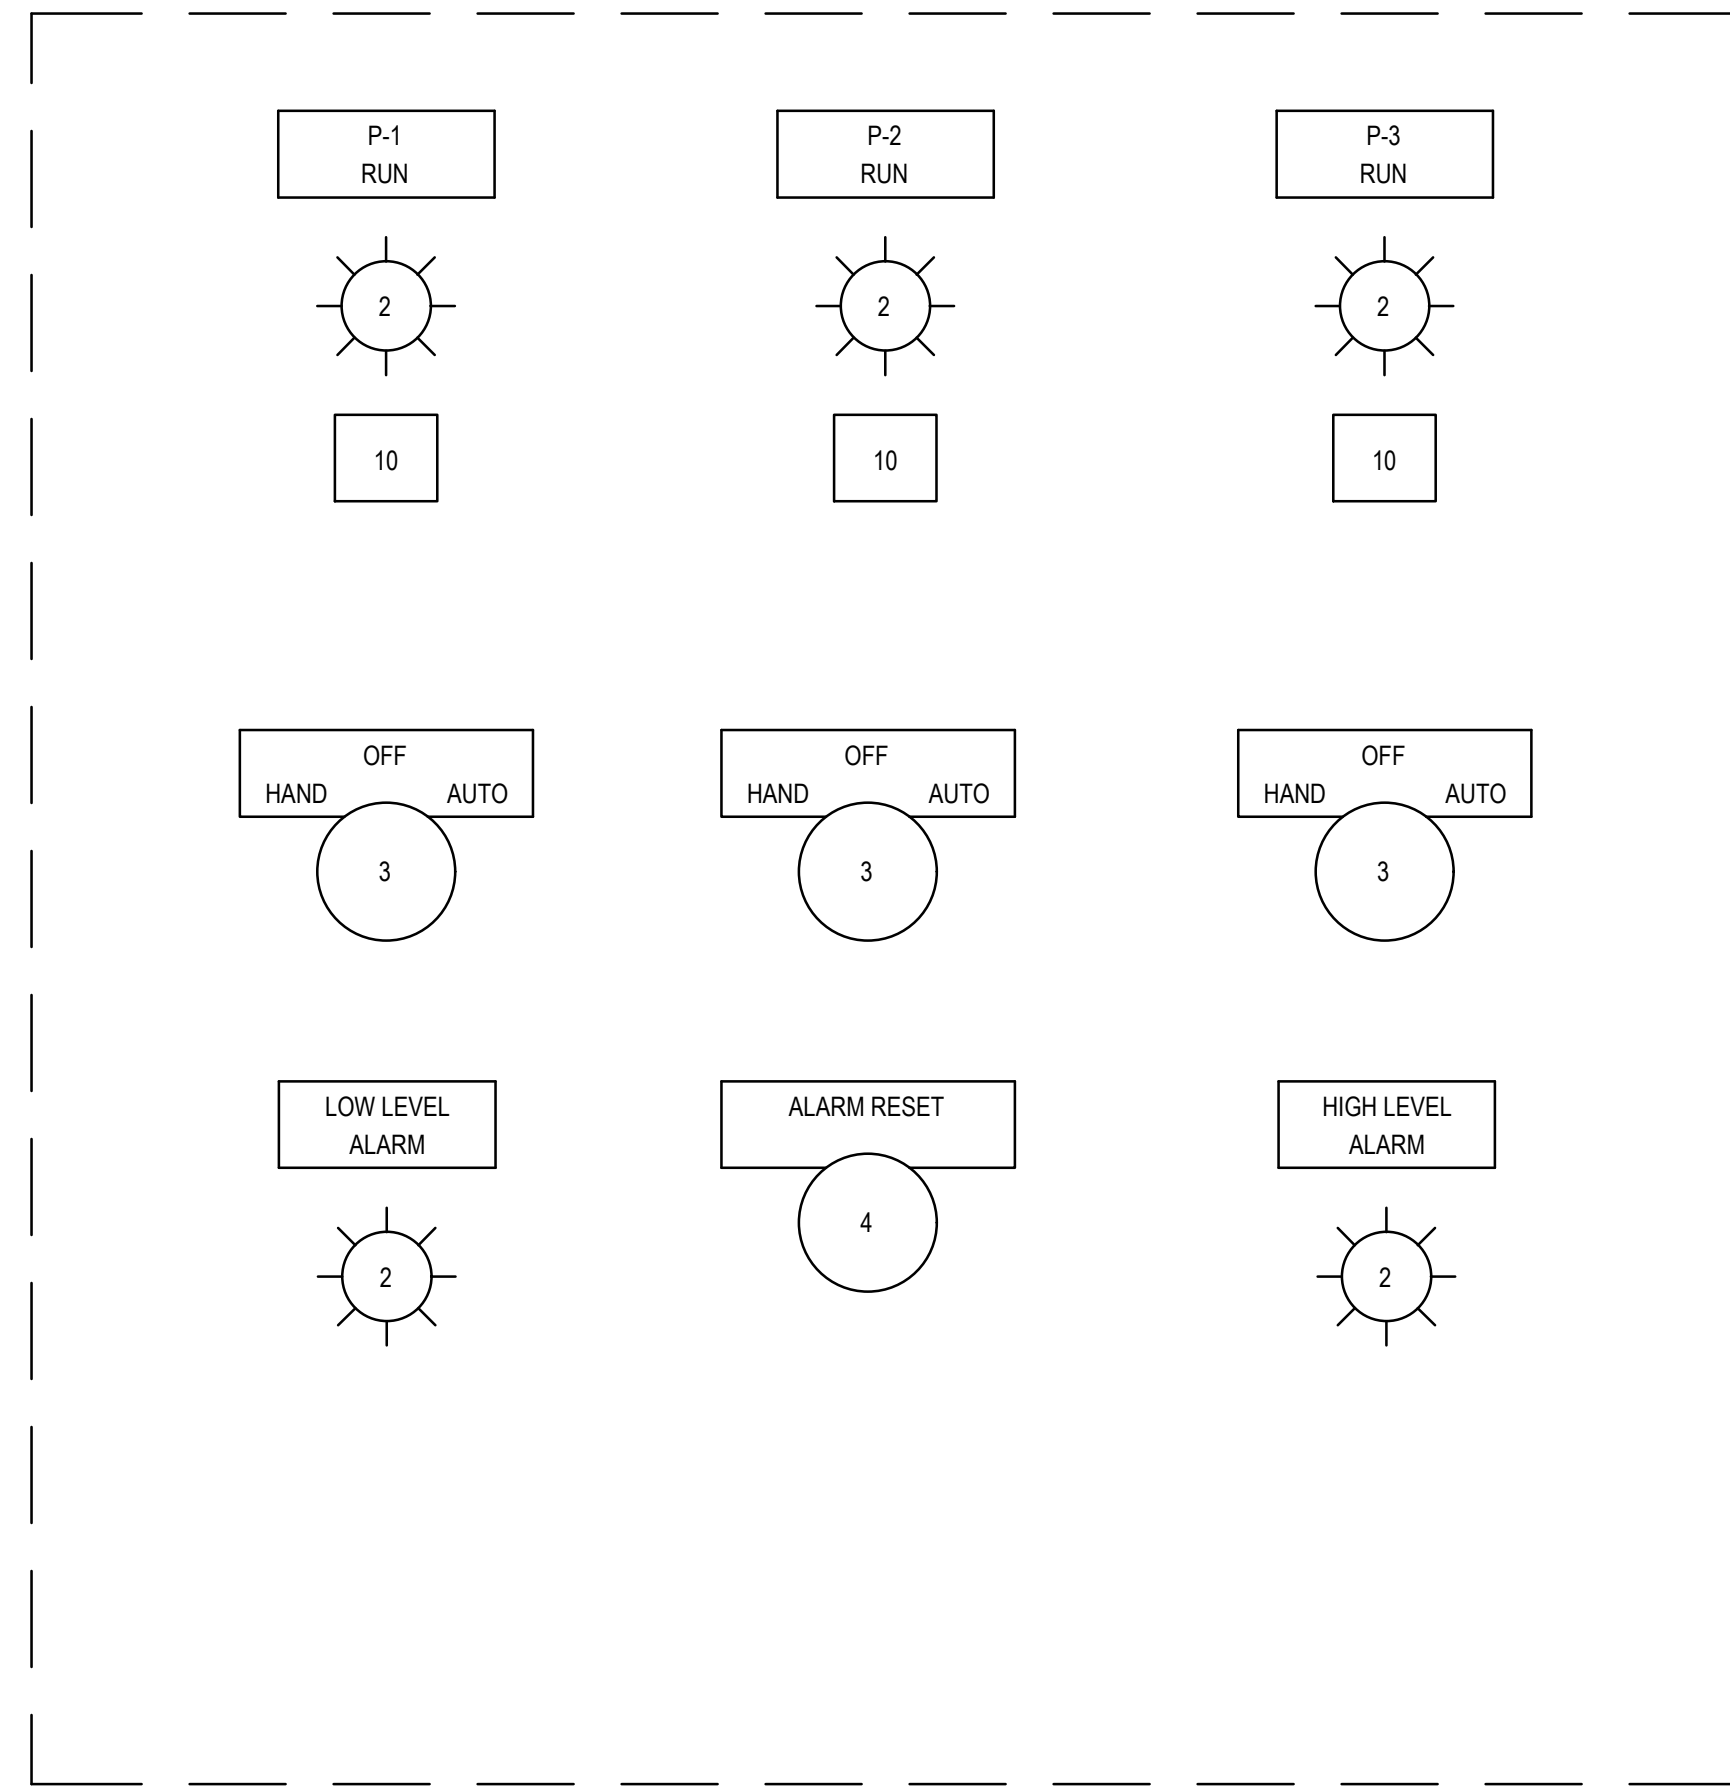 P-1
RUN
P-2
RUN
P-3
RUN
2
2
2
10
10
10
OFF
HAND AUTO
3
OFF
HAND AUTO
3
OFF
HAND AUTO
3
LOW LEVEL
ALARM
2
ALARM RESET
4
HIGH LEVEL
ALARM
2